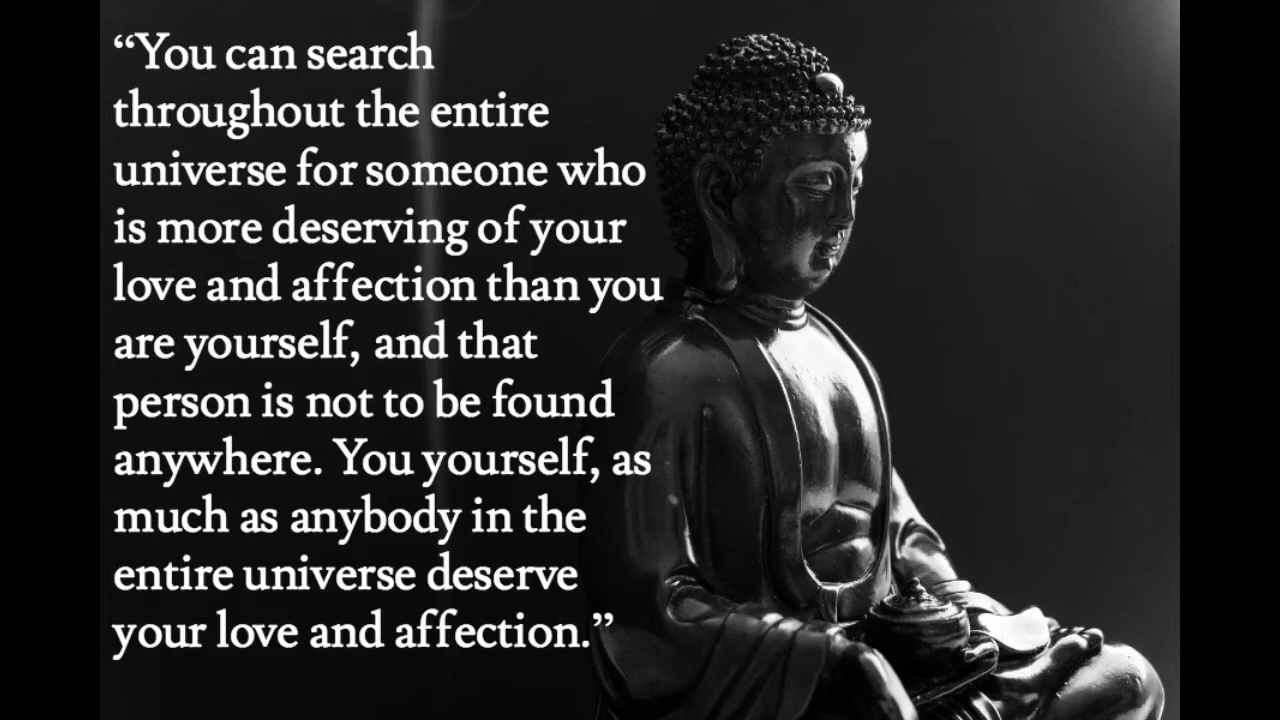 “You can search
throughout the entire
universe for someone who
is more deserving of your
love and affection than you
are yourself, and that
person is not to be found
anywhere. You yourself, as
much as anybody in the
entire universe deserve
your love and affection.”